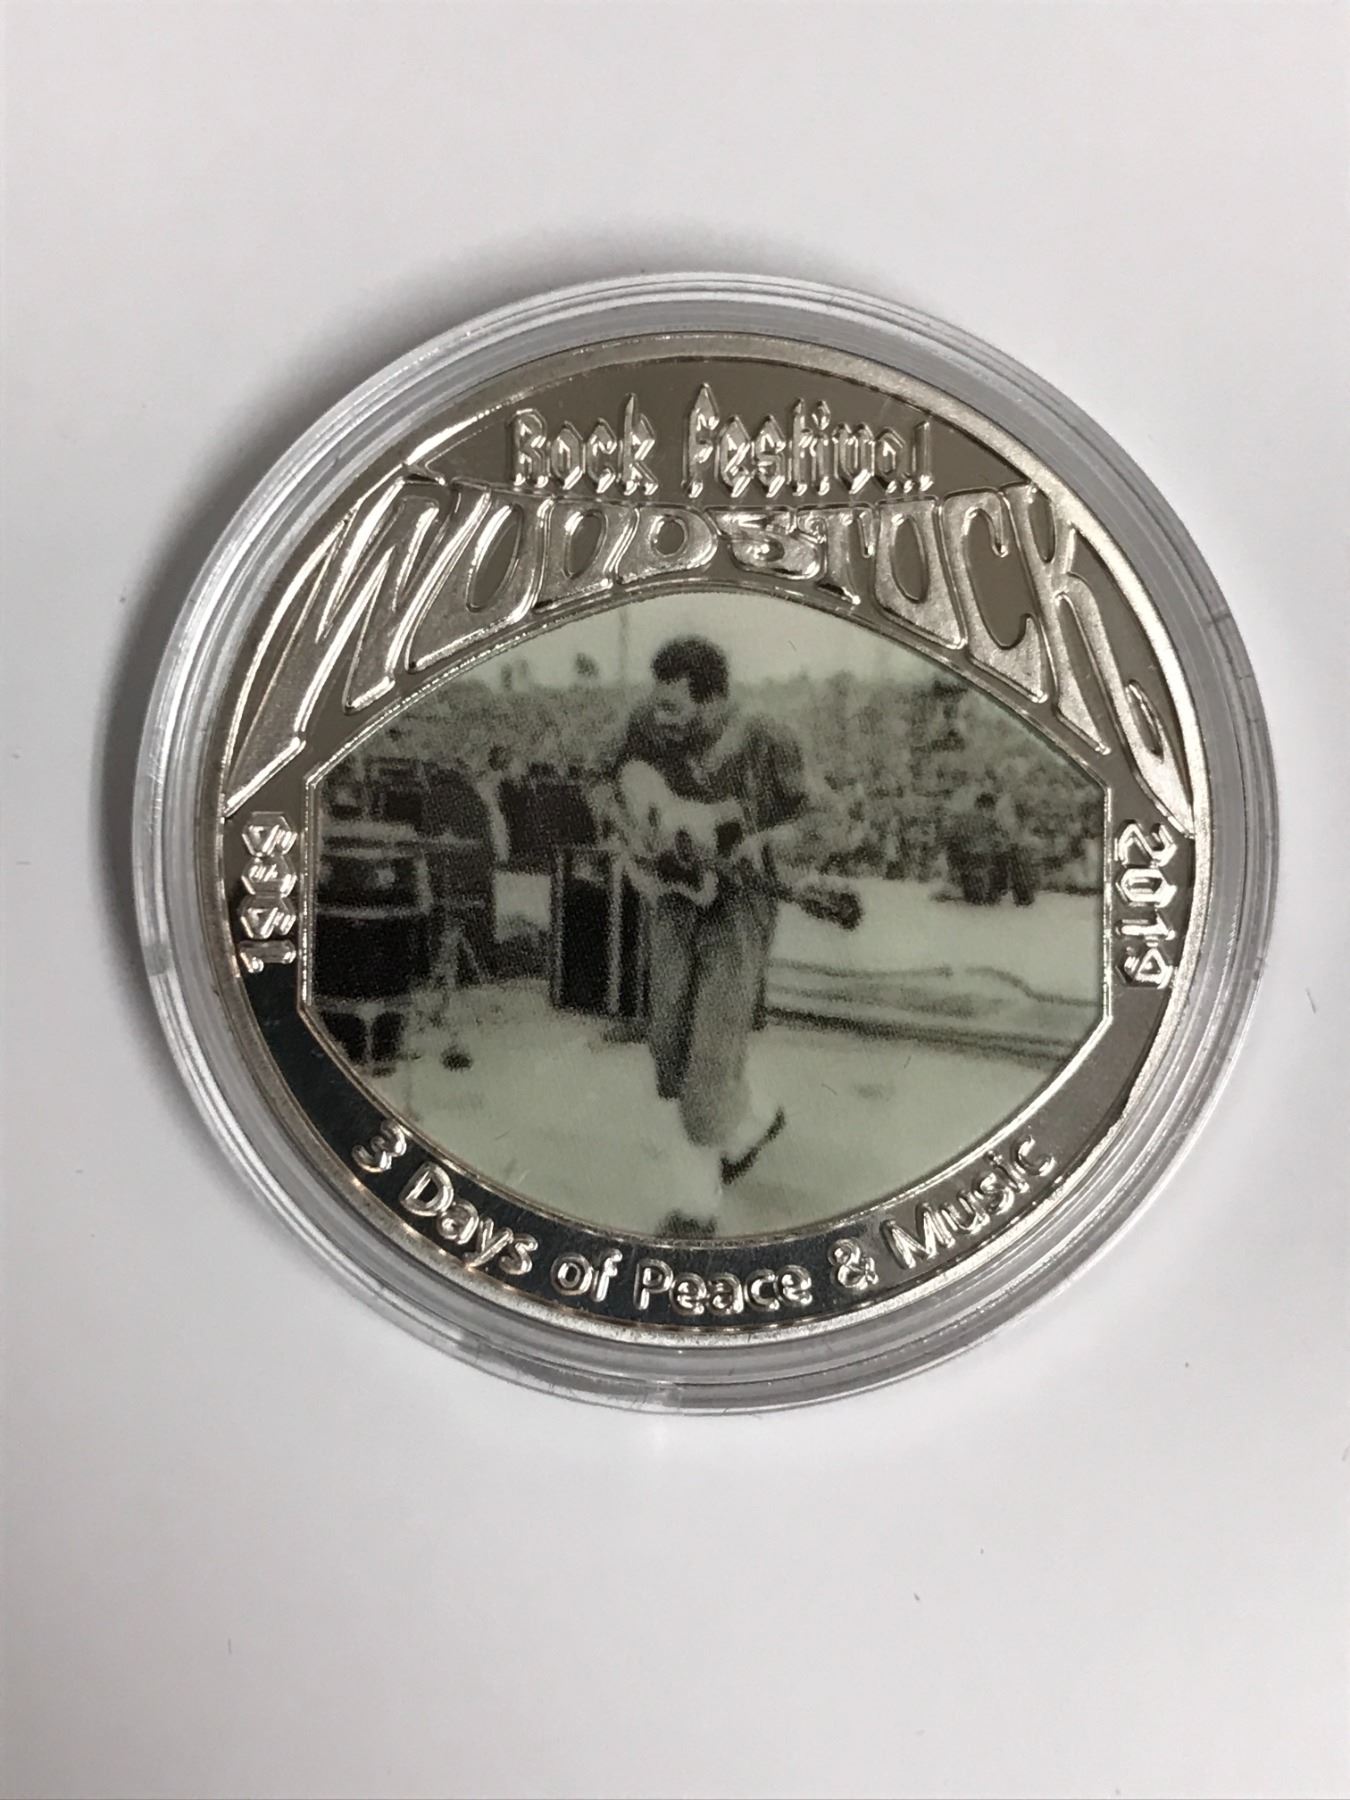 Rock Festival
WOODSTOCK
1969
2019
3 Days of Peace & Music